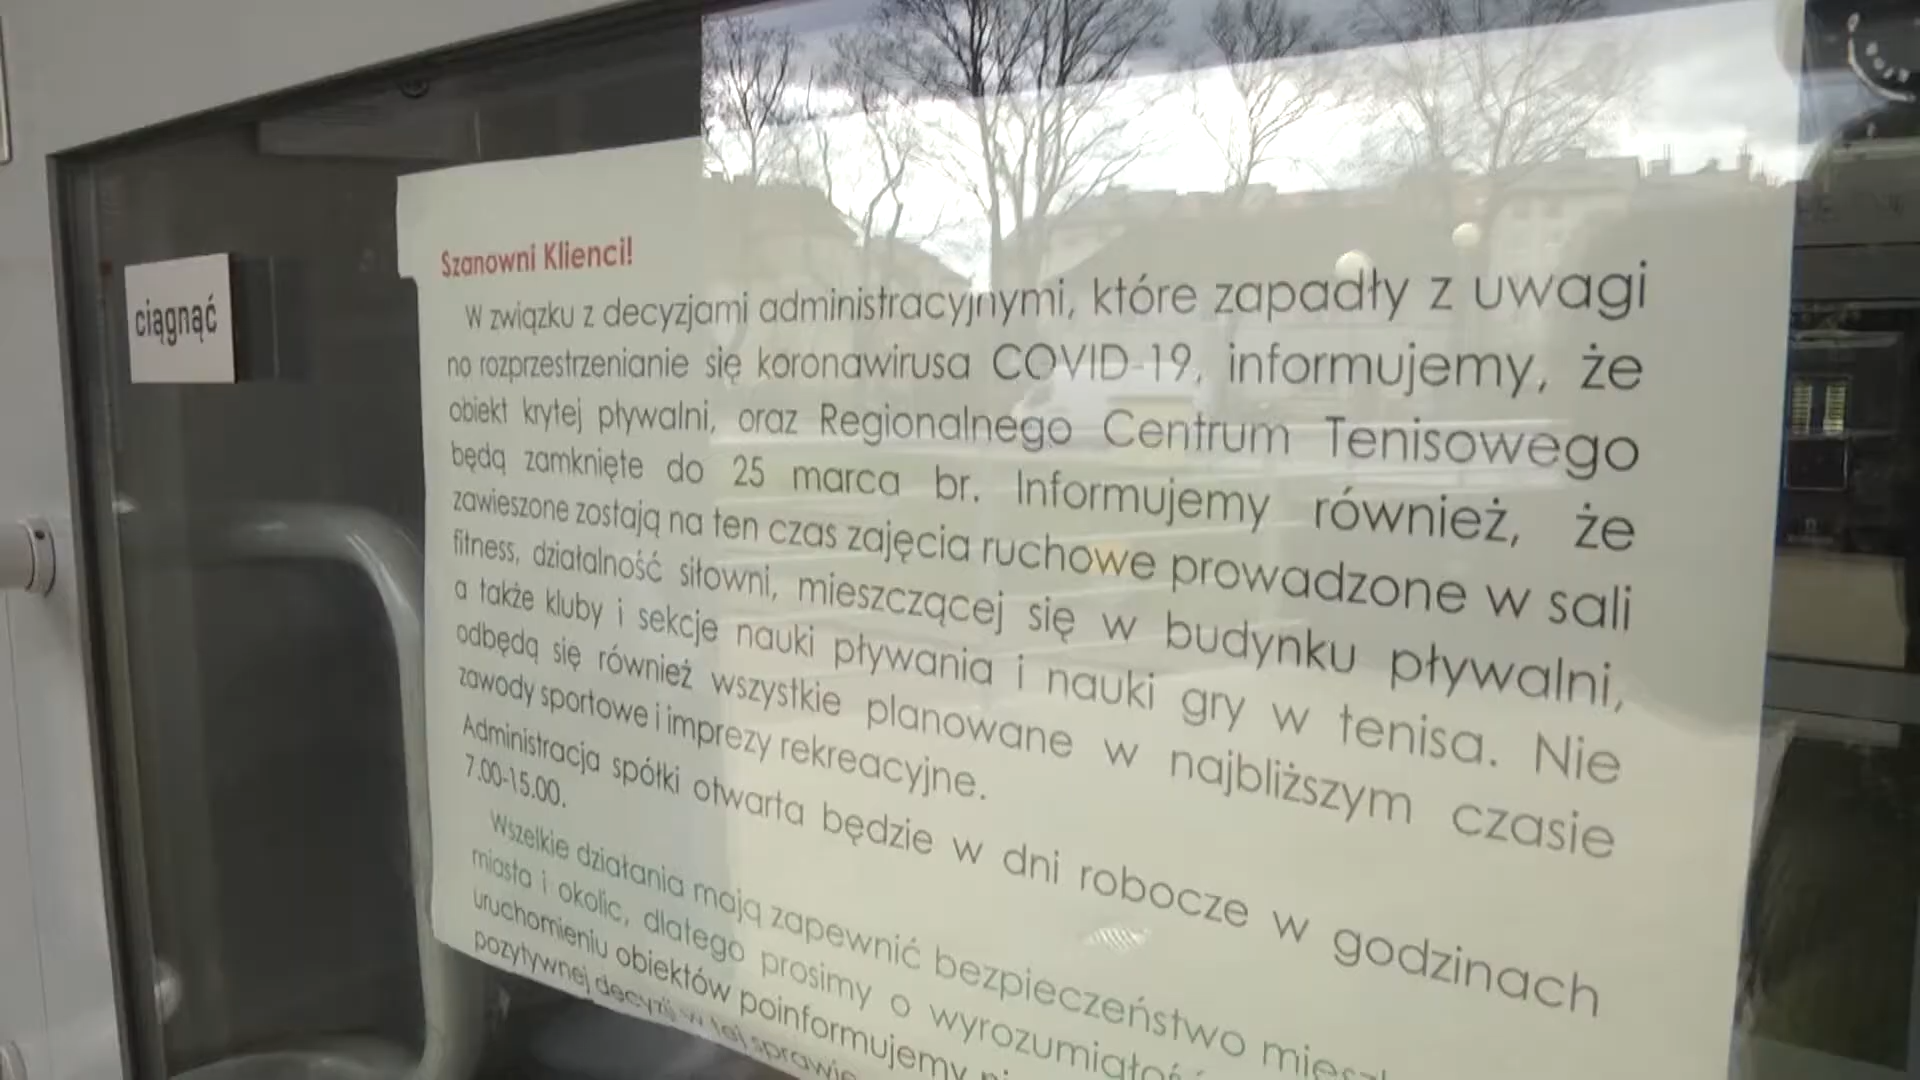 ciągnąć
Szanowni Klienci!
W związku z decyzjami administracyjnymi, które zapadły z uwagi
na rozprzestrzenianie się koronawirusa COVID-19, informujemy, że
obiekt krytej pływalni, oraz Regionalnego Centrum Tenisowego
będą zamknięte do 25 marca br. Informujemy również, że
zawieszone zostają na ten czas zajęcia ruchowe prowadzone w sali
fitness, działalność siłowni, mieszczącej się w budynku pływalni,
a także kluby i sekcje nauki pływania i nauki gry w tenisa. Nie
odbędą się również wszystkie planowane w najbliższym czasie
zawody sportowe i imprezy rekreacyjne.
Administracja spółki otwarta będzie w dni robocze w godzinach
7.00-15.00.
Wszelkie działania mają zapewnić bezpieczeństwo
miasta i okolic, dlatego prosimy o
uruchomieniu obiektów poinformujemy
pozytywnej decyzji w tej sprawie